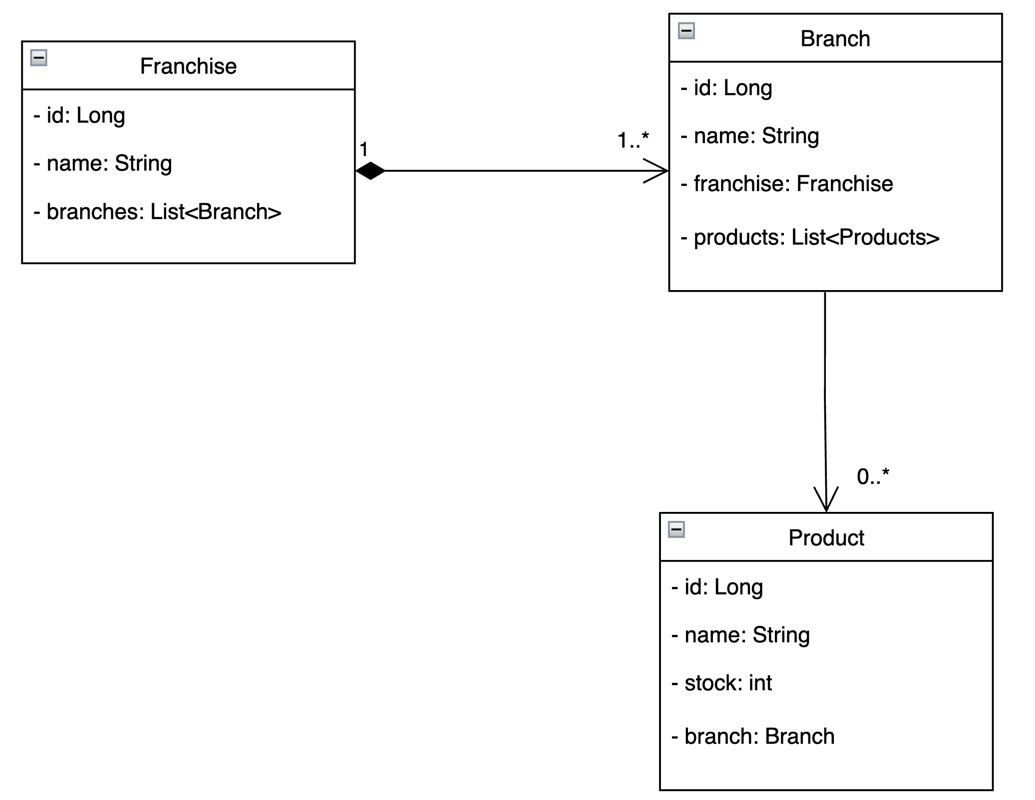 Franchise
- id: Long
- name: String
- branches: List<Branch>
1
1..*
Branch
- id: Long
- name: String
- franchise: Franchise
- products: List<Products>
0..*
Product
- id: Long
- name: String
- stock: int
- branch: Branch